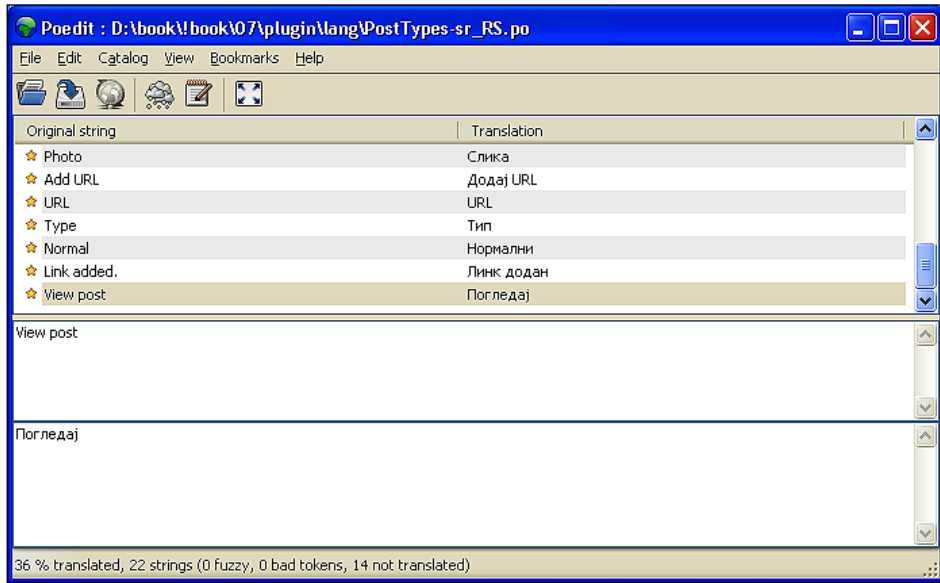 Poedit : D:\book\!book\07\plugin\lang\PostTypes-sr_RS.po
File Edit Catalog View Bookmarks Help
Original string Translation
Photo Слика
Add URL Додај URL
URL URL
Type Тип
Normal Нормални
Link added. Линк додан
View post Погледај
View post
Погледај
36 % translated, 22 strings (0 fuzzy, 0 bad tokens, 14 not translated)